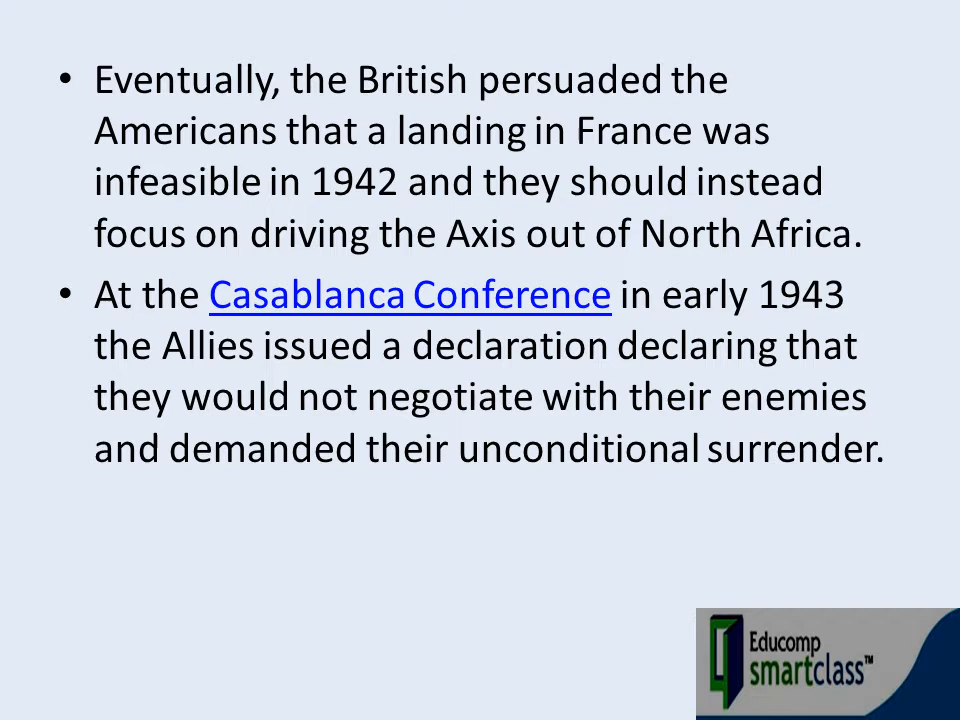 • Eventually, the British persuaded the
Americans that a landing in France was
infeasible in 1942 and they should instead
focus on driving the Axis out of North Africa.
• At the Casablanca Conference in early 1943
the Allies issued a declaration declaring that
they would not negotiate with their enemies
and demanded their unconditional surrender.
Educomp
smartclass™